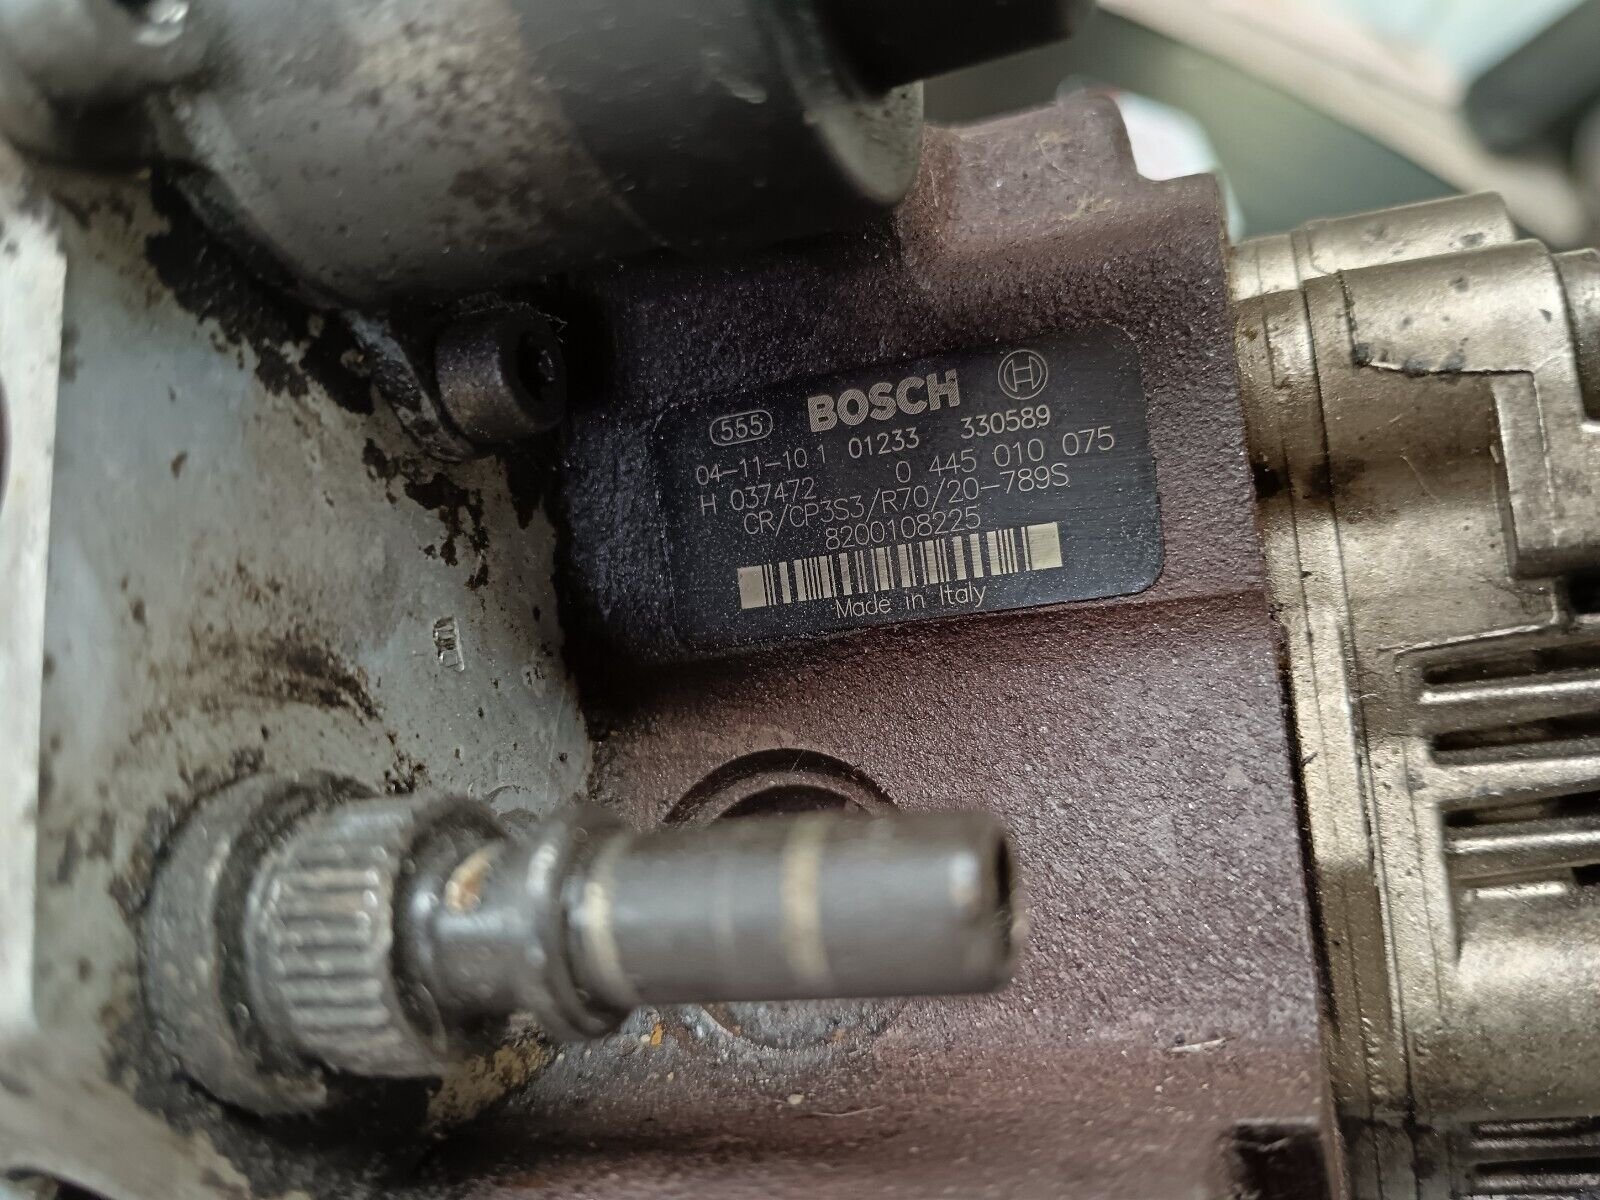 555 BOSCH H
04-11-10 1 01233 330589
H 037472 0 445 010 075
CR/CP3S3/R70/20-789S
8200108225
Made in Italy